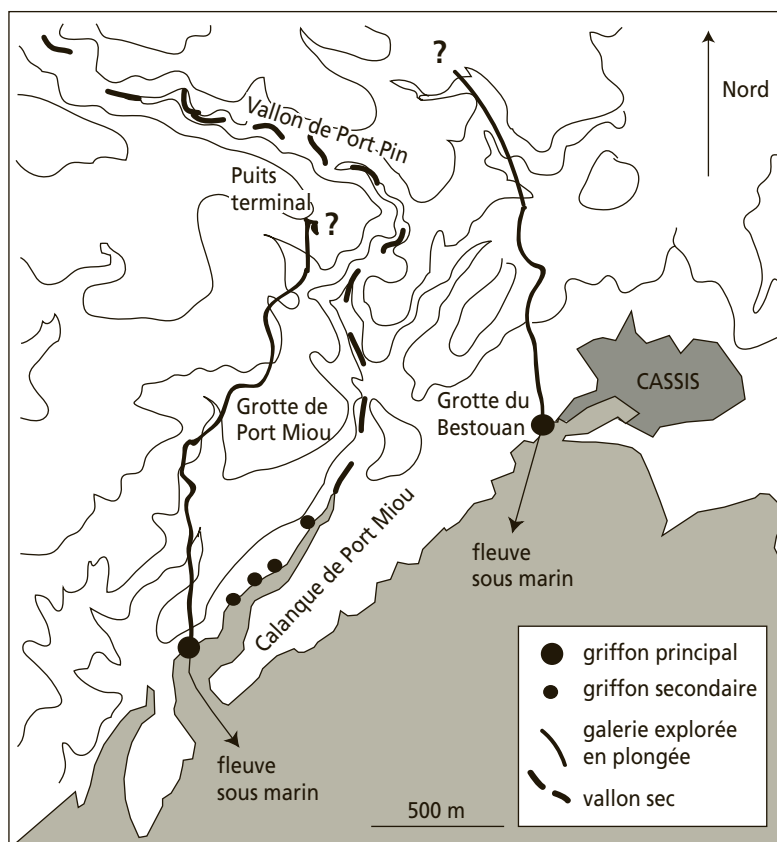 ?
Nord
Vallon de Port Pin
Puits
terminal
?
CASSIS
Grotte de
Port Miou
Grotte du
Bestouan
Calanque de Port Miou
fleuve
sous marin
fleuve
sous marin
500 m
griffon principal
griffon secondaire
galerie explorée
en plongée
vallon sec